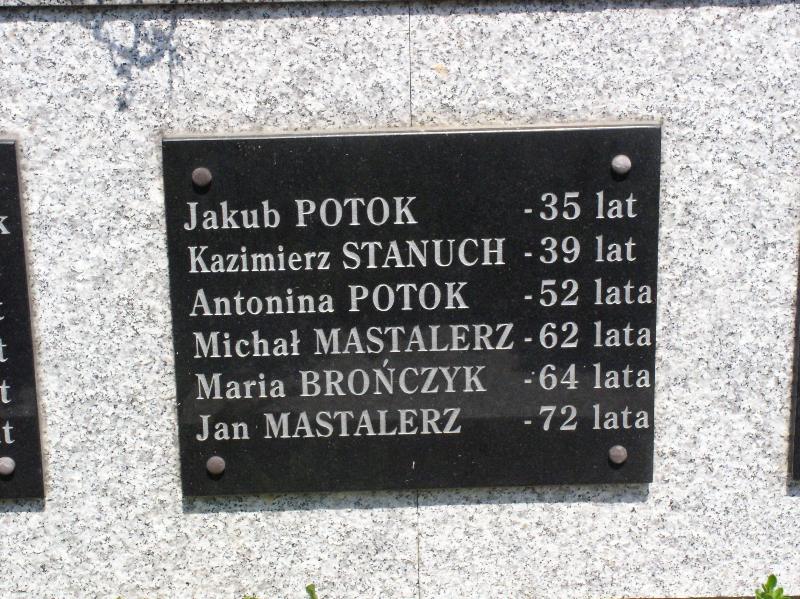 Jakub POTOK - 35 lat
Kazimierz STANUCH - 39 lat
Antonina POTOK - 52 lata
Michał MASTALERZ - 62 lata
Maria BROŃCZYK - 64 lata
Jan MASTALERZ - 72 lata